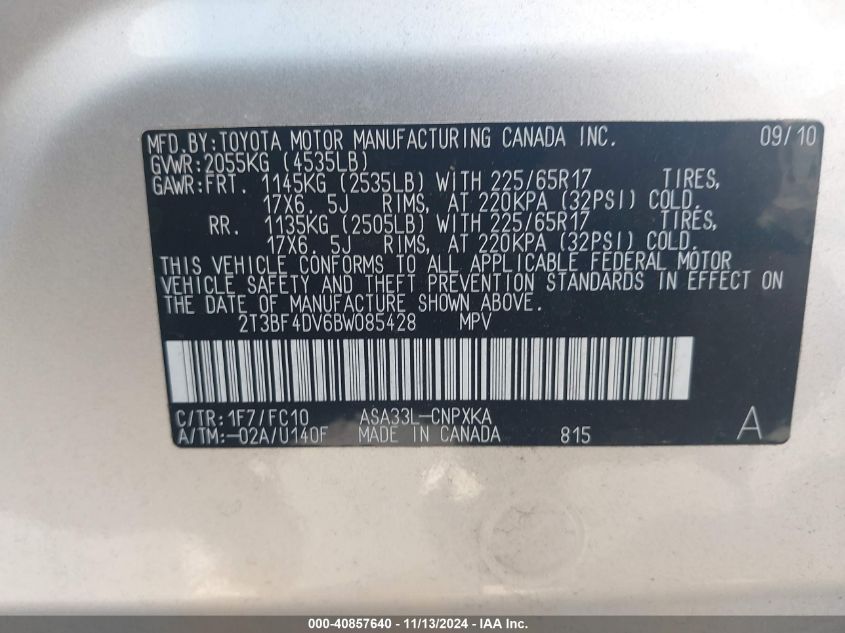 MFD.BY:TOYOTA MOTOR MANUFACTURING CANADA INC. 09/10
GVWR:2055KG (4535LB)
GAWR:FRT. 1145KG (2535LB) WITH 225/65R17 TIRES,
17X6. 5J RIMS, AT 220KPA (32PSI) COLD.
RR. 1135KG (2505LB) WITH 225/65R17 TIRES,
17X6. 5J RIMS, AT 220KPA (32PSI) COLD.
THIS VEHICLE CONFORMS TO ALL APPLICABLE FEDERAL MOTOR
VEHICLE SAFETY AND THEFT PREVENTION STANDARDS IN EFFECT ON
THE DATE OF MANUFACTURE SHOWN ABOVE.
2T3BF4DV6BW085428 MPV
C/TR:1F7/FC10 ASA33L-CNPXKA
A/TM:-02A/U140F MADE IN CANADA 815 A
000-40857640 - 11/13/2024 - IAA Inc.